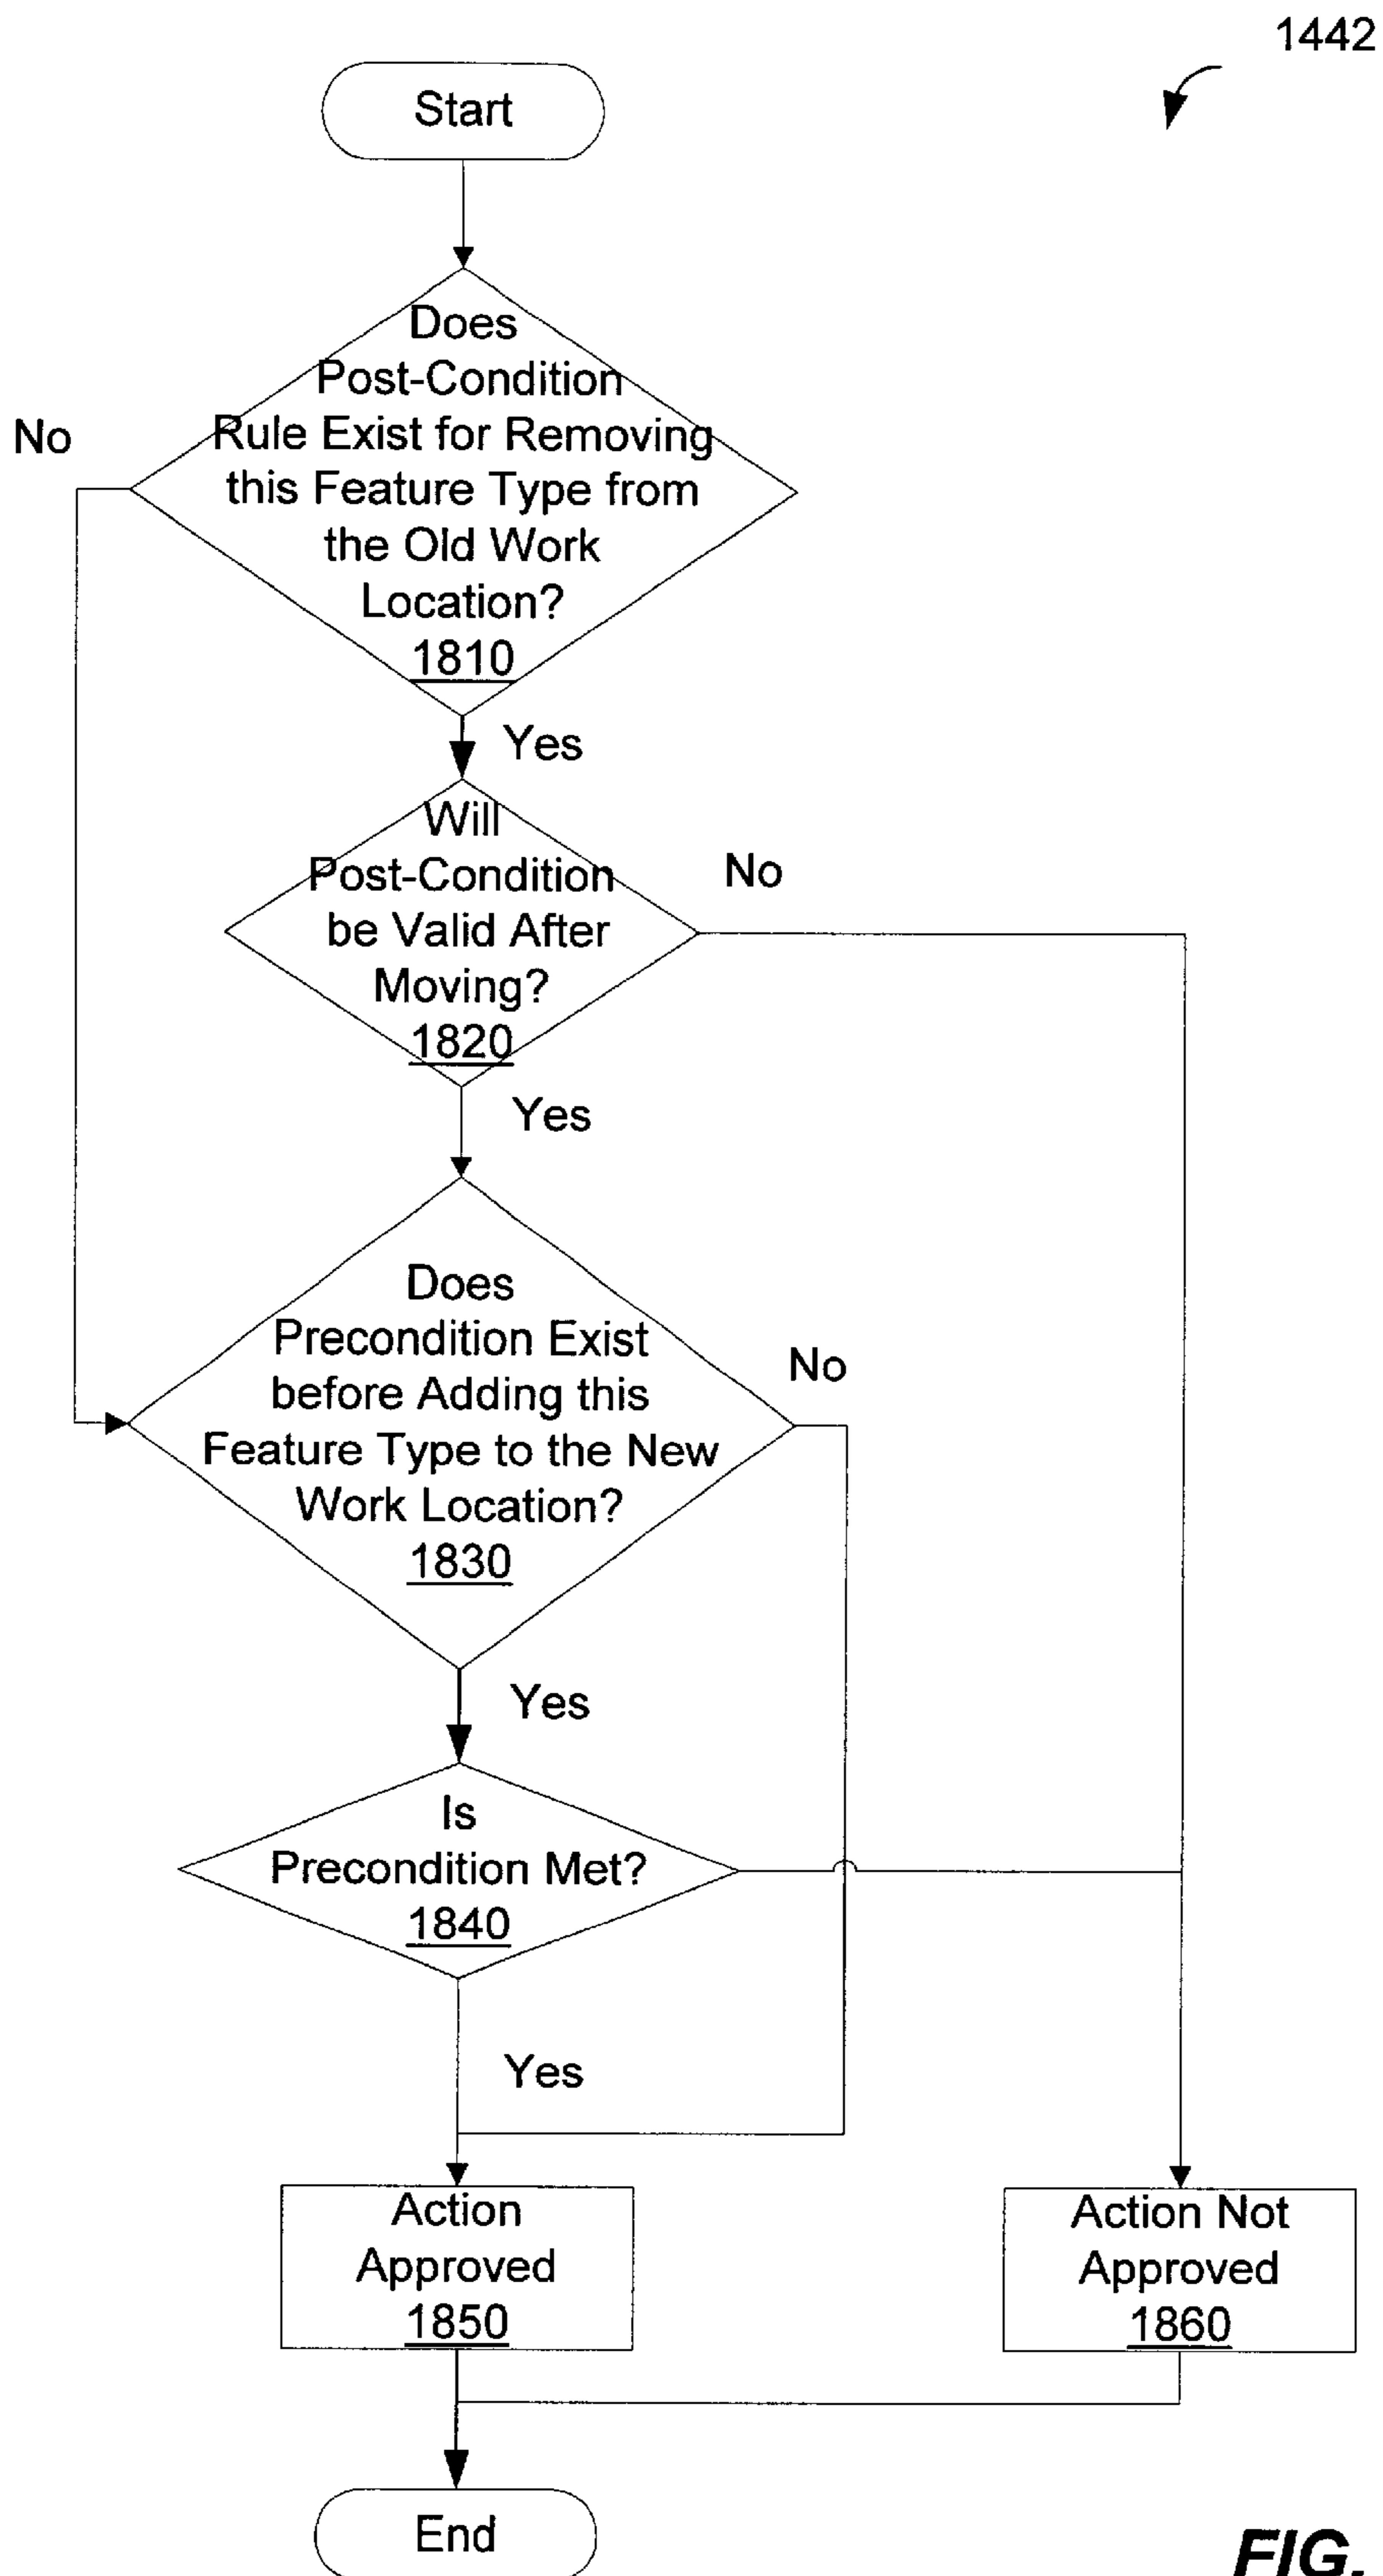 1442
Start
Does
Post-Condition
Rule Exist for Removing
this Feature Type from
the Old Work
Location?
1810
No
Yes
Will
Post-Condition
be Valid After
Moving?
1820
No
Yes
Does
Precondition Exist
before Adding this
Feature Type to the New
Work Location?
1830
No
Yes
Is
Precondition Met?
1840
Yes
Action
Approved
1850
Action Not
Approved
1860
End
FIG.